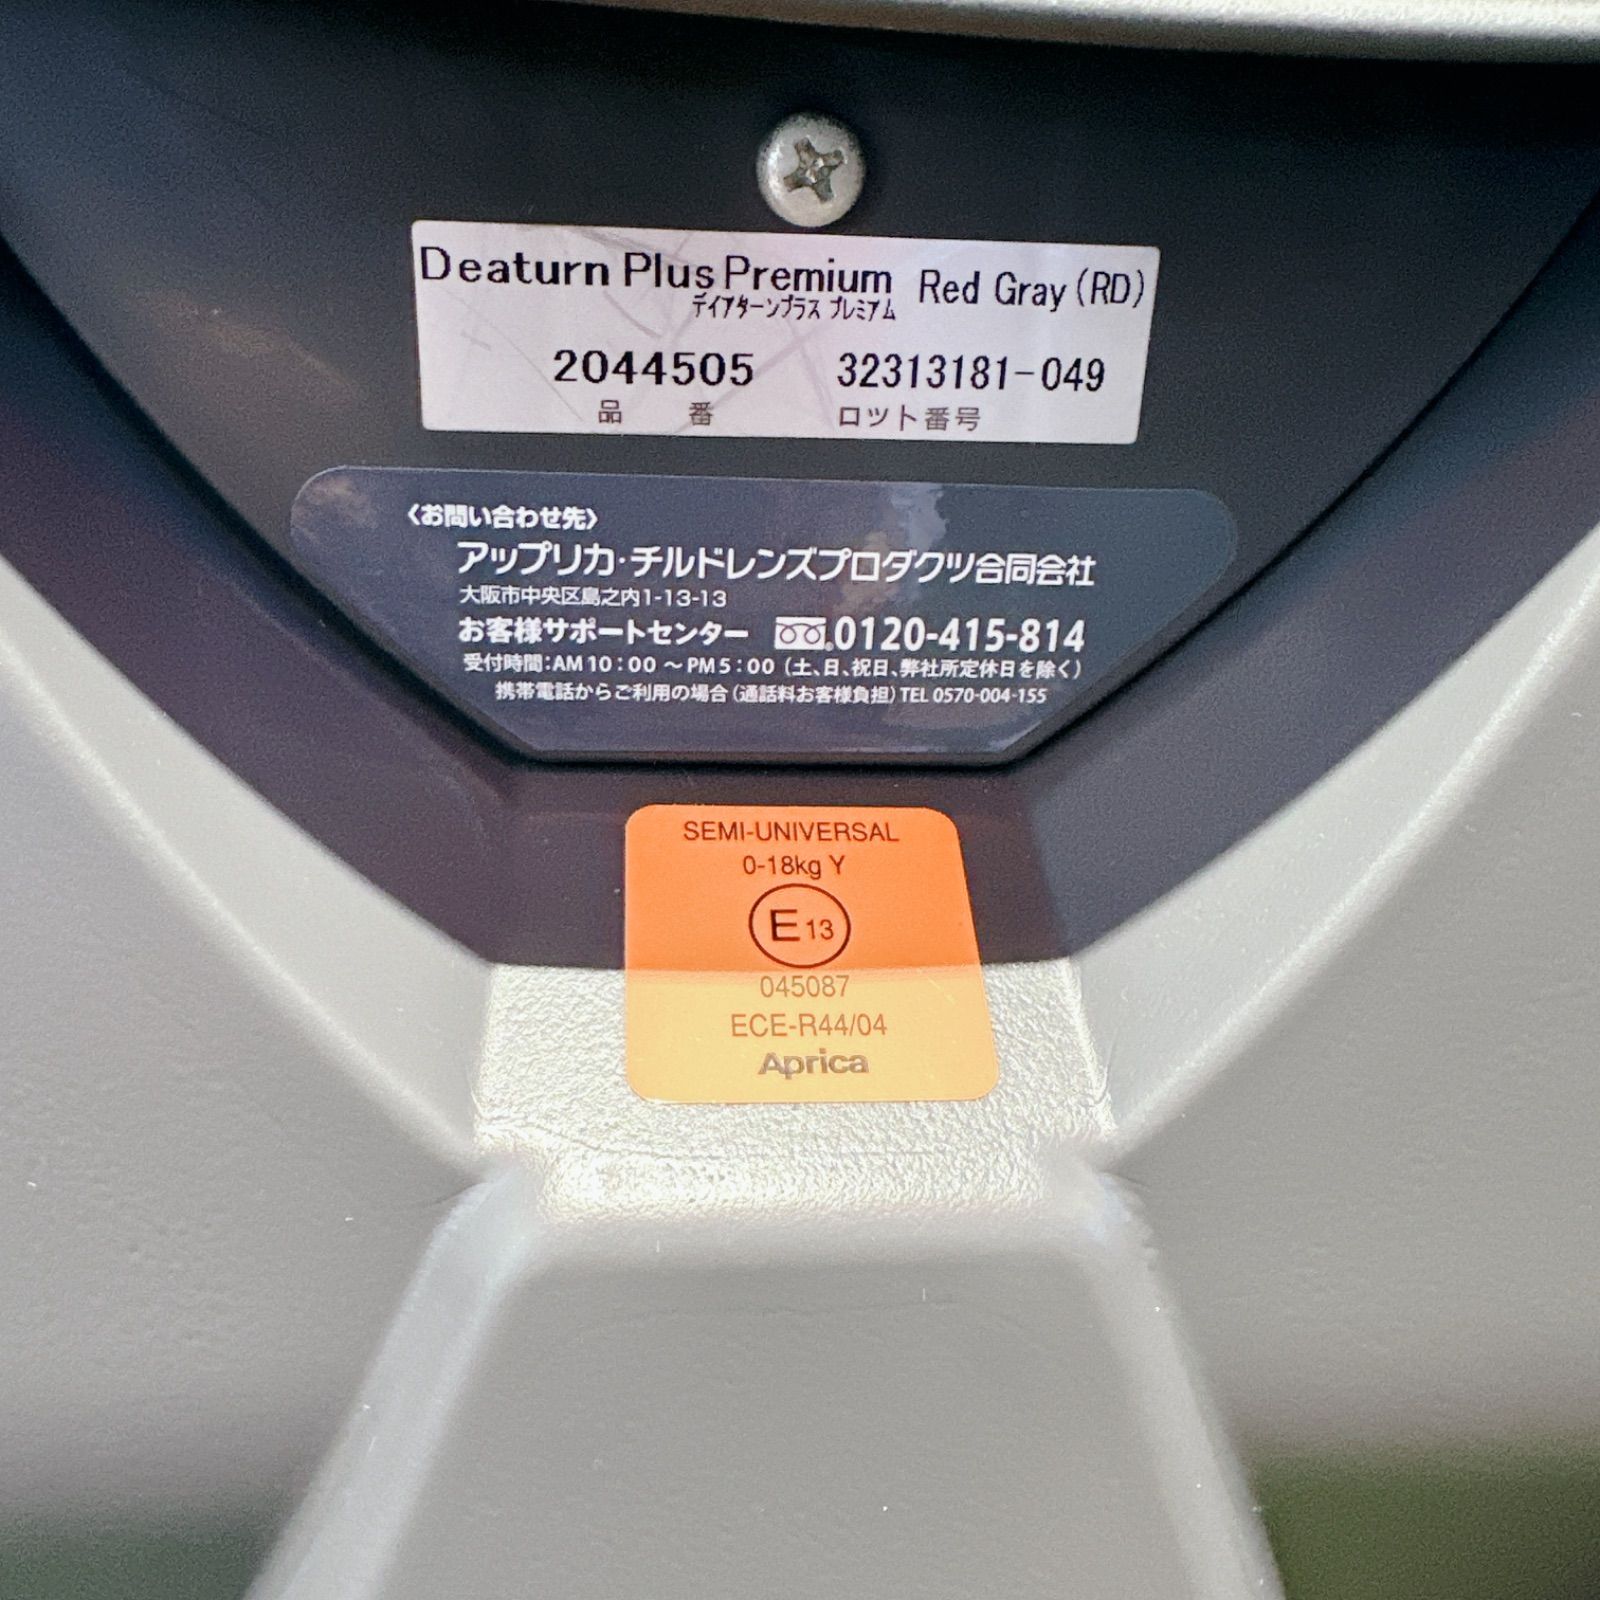 Deaturn Plus Premium Red Gray (RD)
デイアターンプラス プレミアム
2044505 32313181-049
品 番 ロット番号
〈お問い合わせ先〉
アップリカ・チルドレンズプロダクツ合同会社
大阪市中央区島之内1-13-13
お客様サポートセンター 0120-415-814
受付時間:AM10:00～PM5:00 (土、日、祝日、弊社所定休日を除く)
携帯電話からご利用の場合(通話料お客様負担)TEL 0570-004-155
SEMI-UNIVERSAL
0-18kg Y
E 13
045087
ECE-R44/04
Aprica